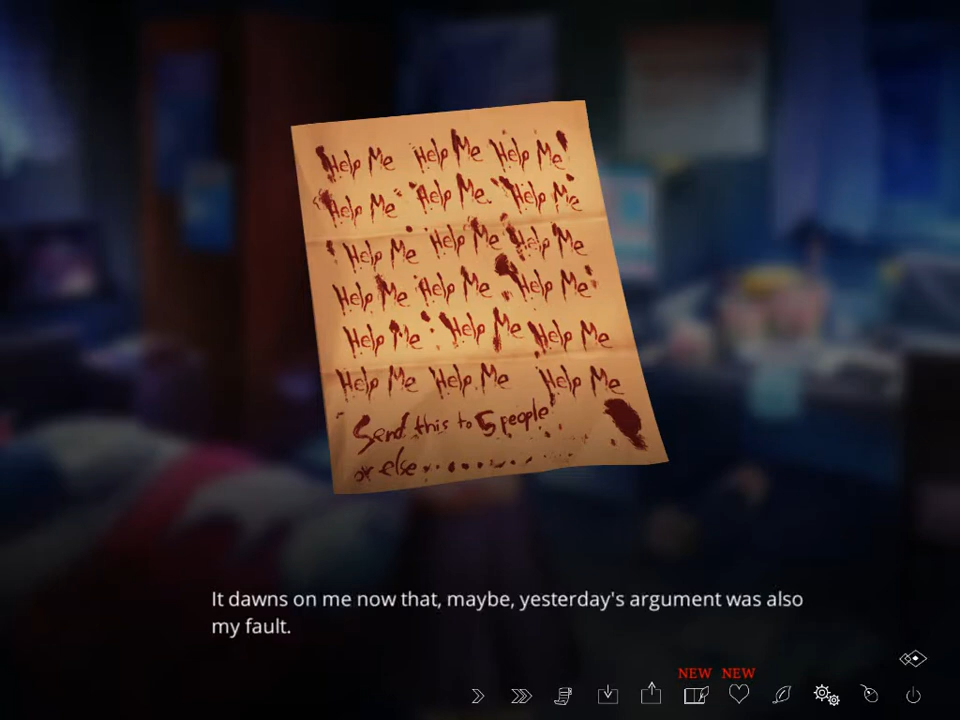 Help Me Help Me Help Me
Help Me Help Me Help Me
Help Me Help Me Help Me
Help Me Help Me Help Me
Help Me Help Me Help Me
Help Me Help Me Help Me
Send this to 5 people
or else...........
It dawns on me now that, maybe, yesterday's argument was also
my fault.
NEW NEW